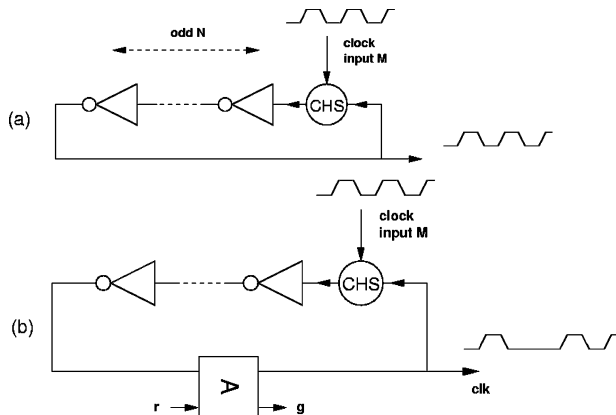 odd N
clock
input M
CHS
(a)
clock
input M
CHS
(b)
A
r
g
clk